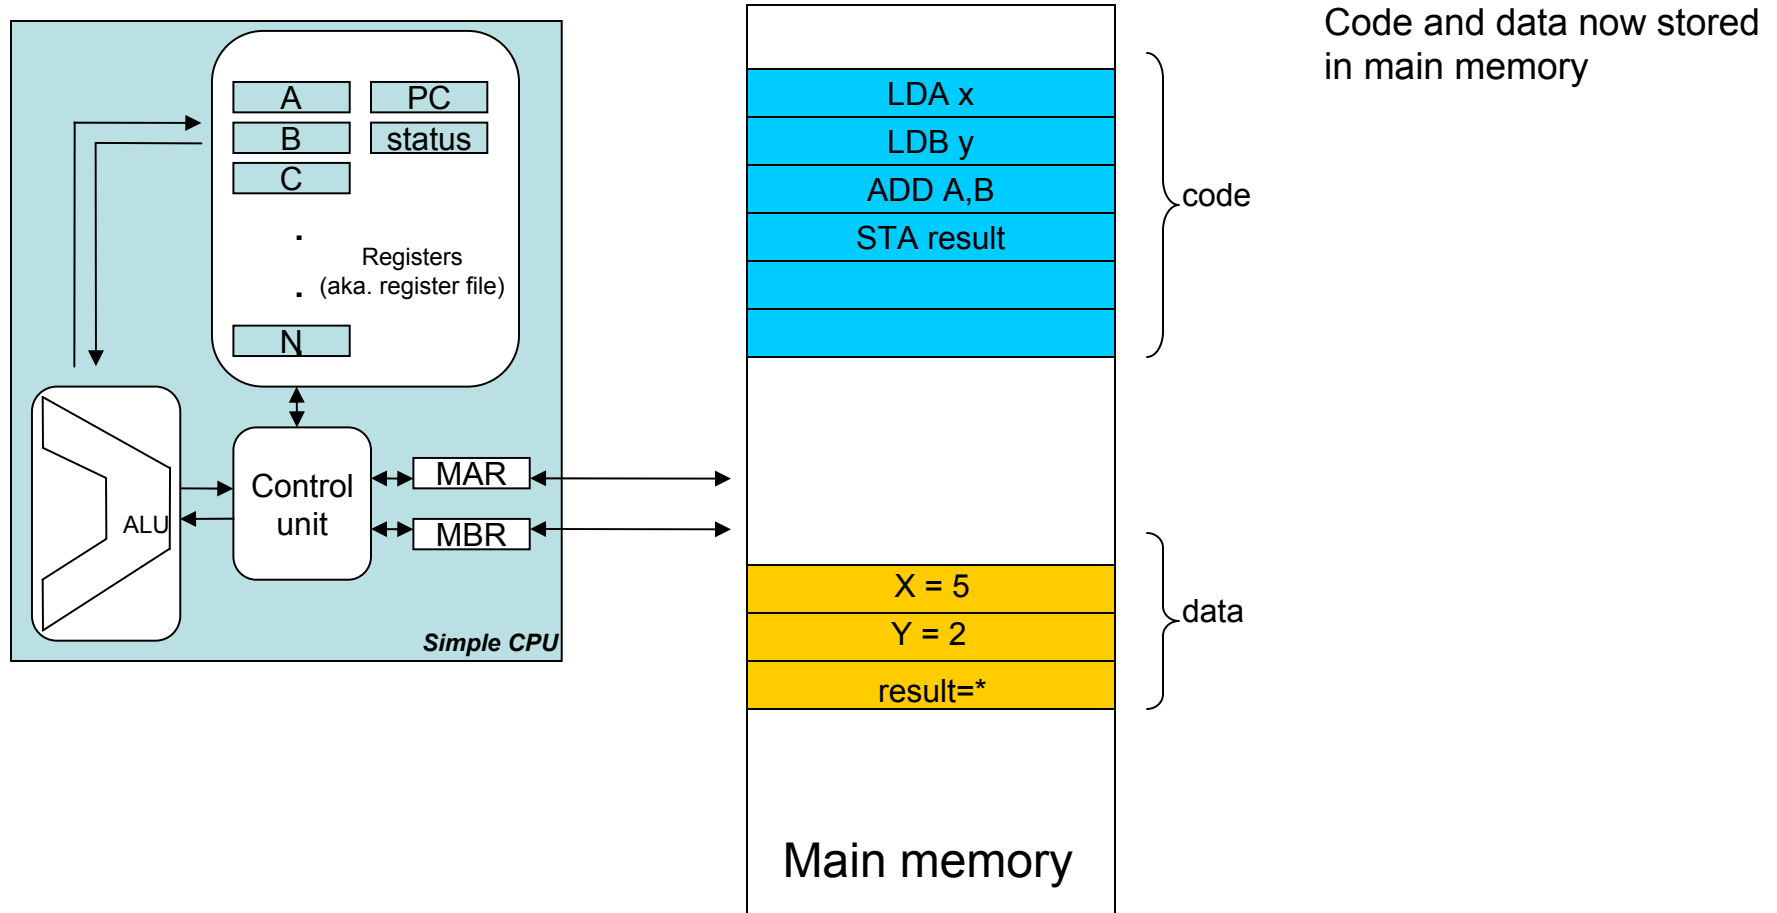 Code and data now stored
in main memory
A
PC
B
status
C
.
Registers
.
(aka. register file)
N
.
ALU
Control
unit
MAR
MBR
Simple CPU
LDA x
LDB y
ADD A,B
STA result
code
X = 5
Y = 2
result=*
data
Main memory